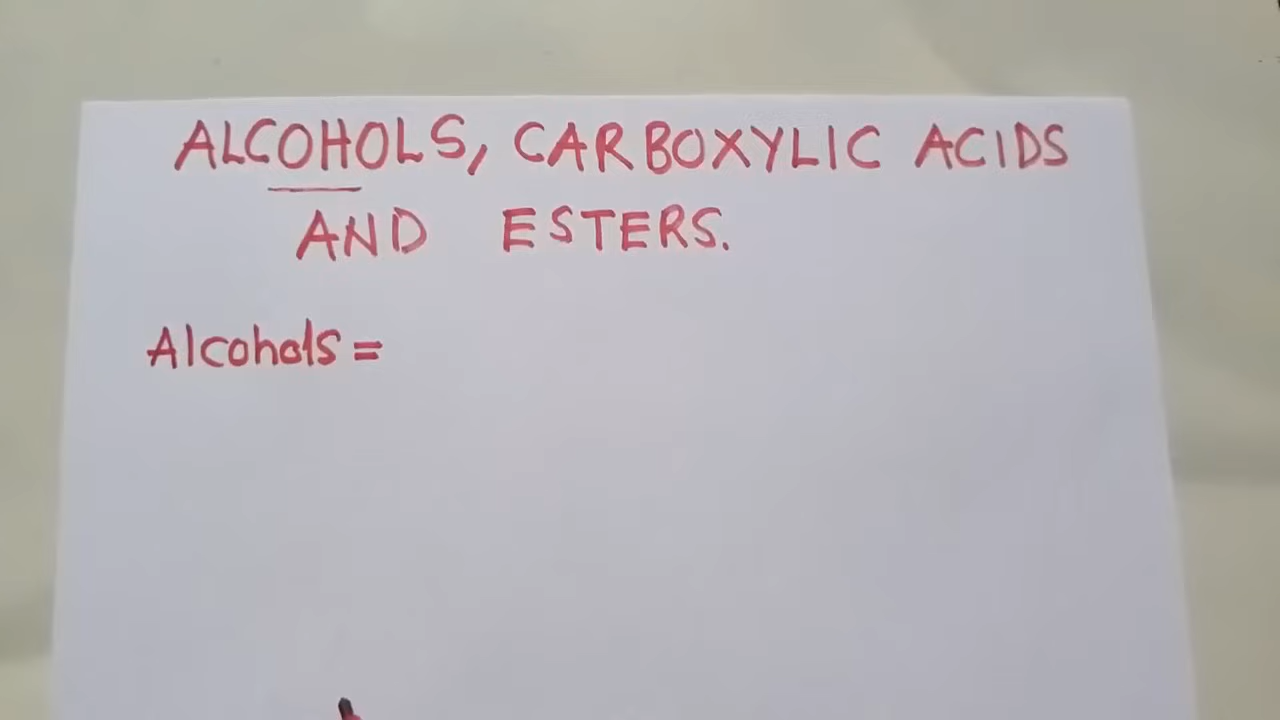 ALCOHOLS, CARBOXYLIC ACIDS
AND ESTERS.
Alcohols =